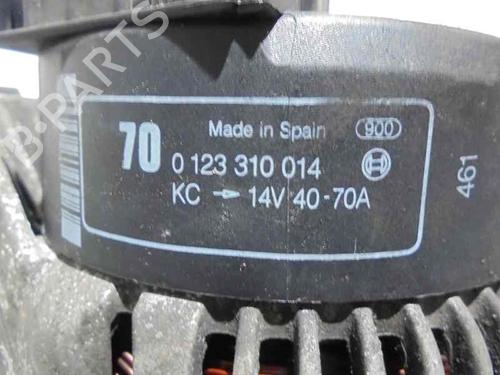 B-PARTS
70
Made in Spain 900
0 123 310 014
KC → 14V 40-70A
461